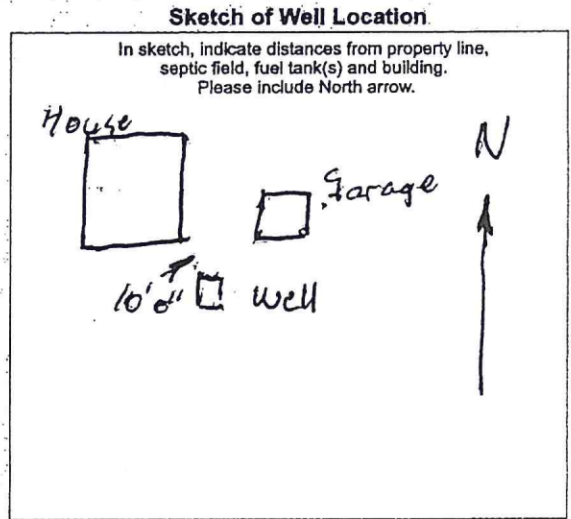 Sketch of Well Location
In sketch, indicate distances from property line,
septic field, fuel tank(s) and building.
Please include North arrow.
House
N
Garage
10'0"
Well